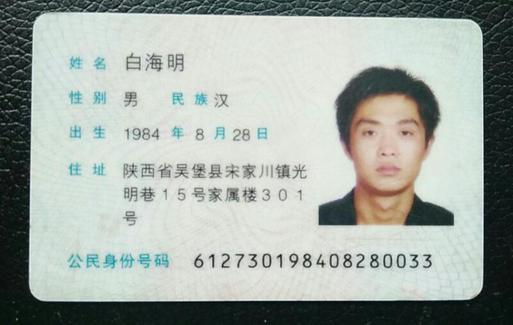 姓名 白海明
性别 男 民族 汉
出生 1984 年 8 月 28 日
住址 陕西省吴堡县宋家川镇光
明巷15号家属楼301
号
公民身份号码 612730198408280033